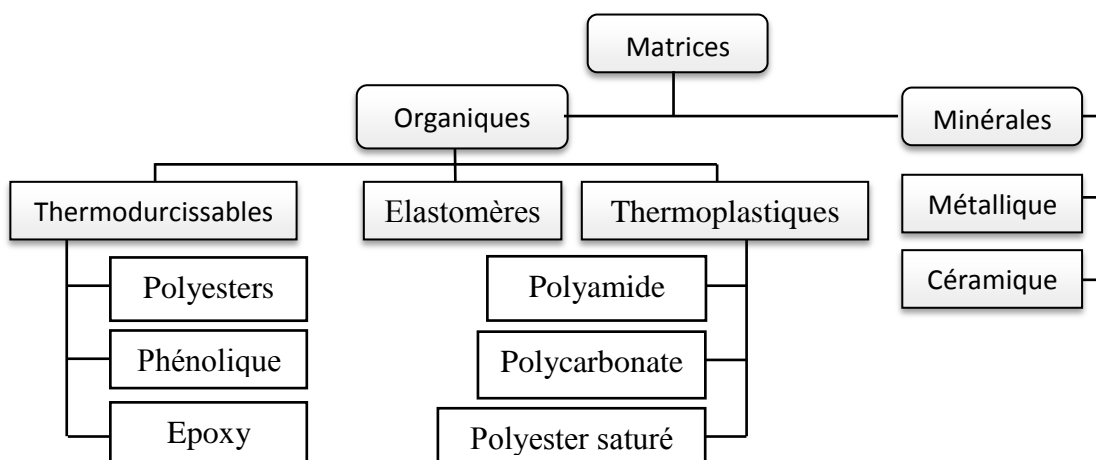 Matrices
Organiques
Minérales
Thermodurcissables
Elastomères
Thermoplastiques
Métallique
Céramique
Polyesters
Phénolique
Epoxy
Polyamide
Polycarbonate
Polyester saturé